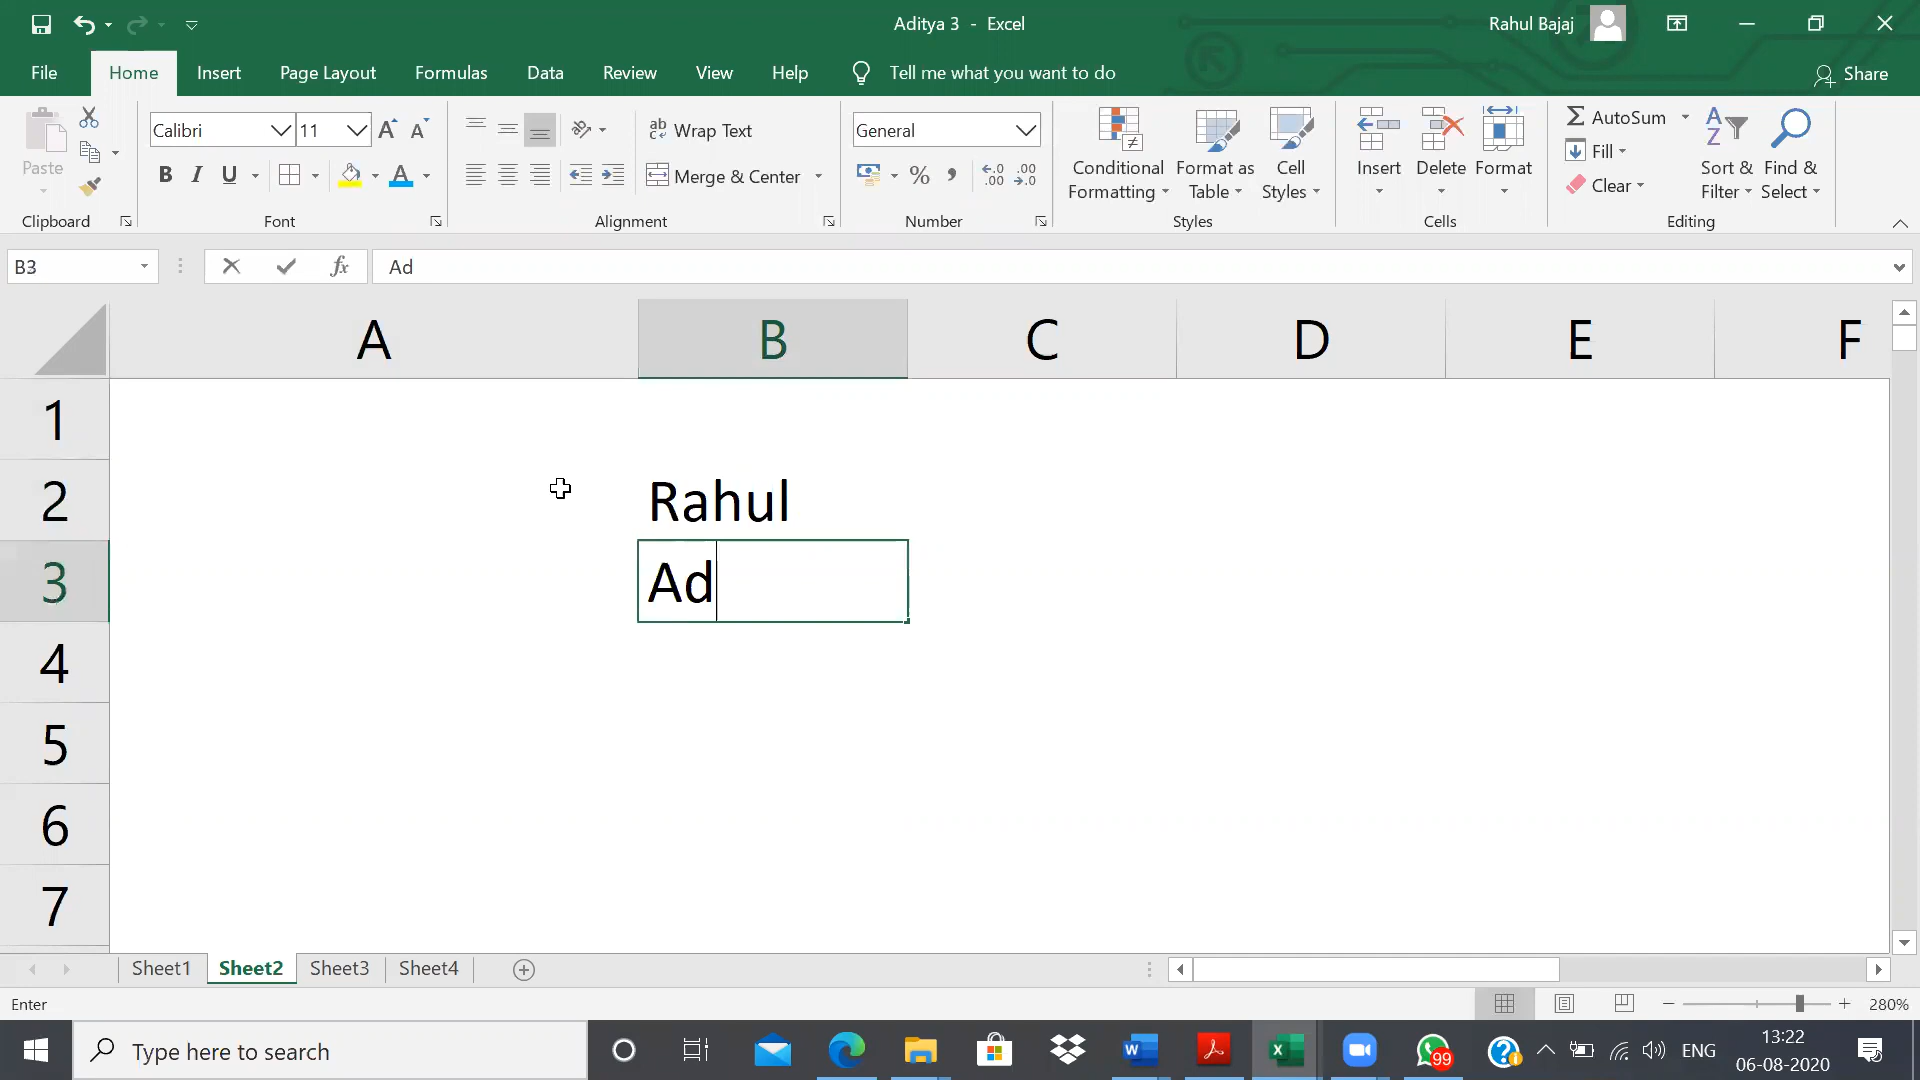 Aditya 3 - Excel
Rahul Bajaj
File Home Insert Page Layout Formulas Data Review View Help Tell me what you want to do Share
Paste
Clipboard
Calibri 11
B I U
Font
Wrap Text
Merge & Center
Alignment
General
Number
Conditional Formatting
Format as Table
Cell Styles
Styles
Insert
Delete
Format
Cells
AutoSum
Fill
Clear
Sort & Filter
Find & Select
Editing
B3 fx Ad
A B C D E F
1
2 Rahul
3 Ad
4
5
6
7
Sheet1 Sheet2 Sheet3 Sheet4
Enter 280%
Type here to search 99 ENG 13:22
06-08-2020